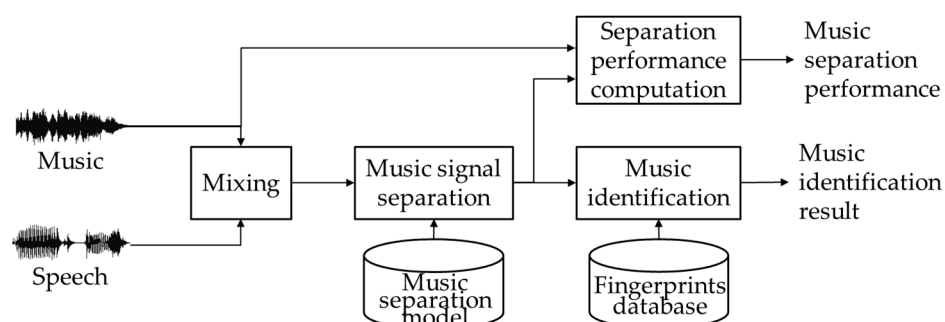 Music
Speech
Mixing
Music signal
separation
Music
separation
model
Separation
performance
computation
Music
identification
Fingerprints
database
Music
separation
performance
Music
identification
result